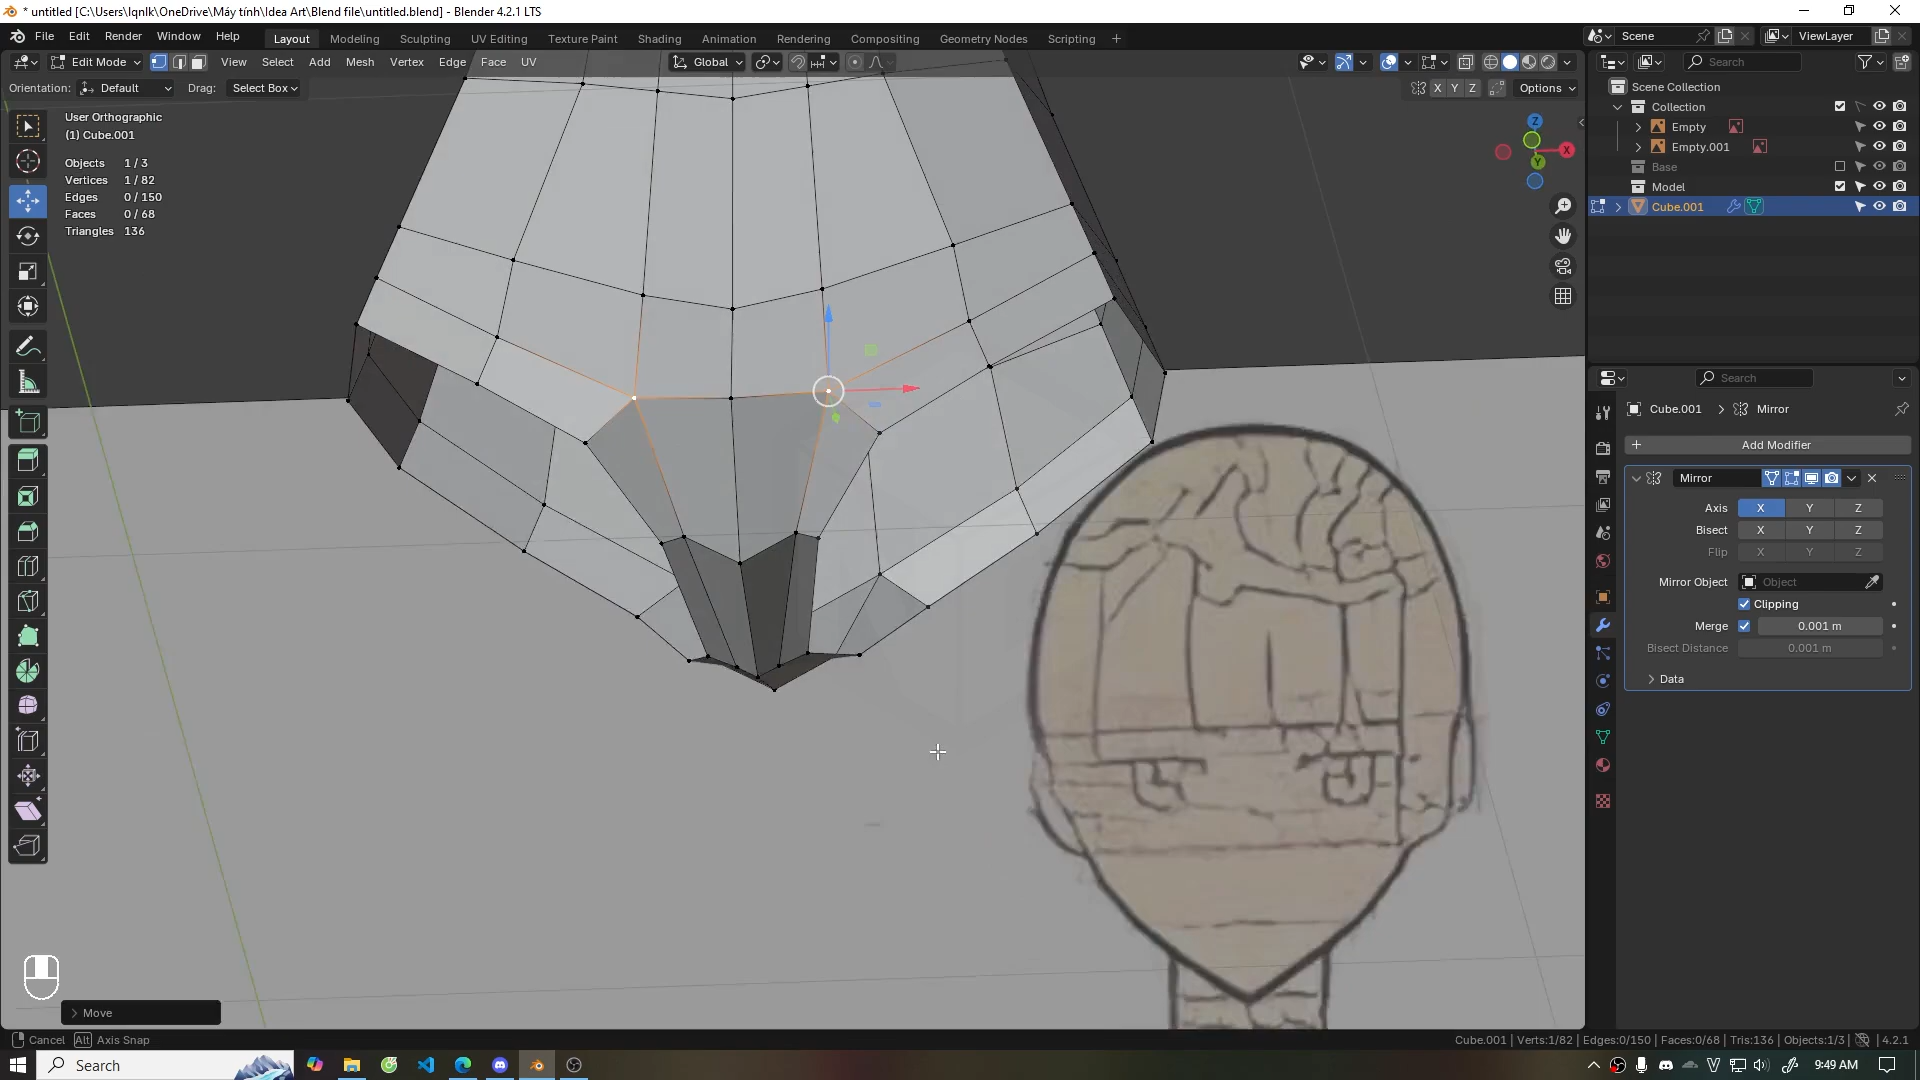 * untitled [C:\Users\lqnlk\OneDrive\Máy tính\Idea Art\Blend file\untitled.blend] - Blender 4.2.1 LTS
File Edit Render Window Help
Layout Modeling Sculpting UV Editing Texture Paint Shading Animation Rendering Compositing Geometry Nodes Scripting +
Scene
ViewLayer
Edit Mode View Select Add Mesh Vertex Edge Face UV
Global
Search
Orientation: Default Drag: Select Box
X Y Z Options
Scene Collection
Collection
Empty
Empty.001
Base
Model
Cube.001
User Orthographic
(1) Cube.001
Objects 1 / 3
Vertices 1 / 82
Edges 0 / 150
Faces 0 / 68
Triangles 136
Z
X
Y
Search
Cube.001 > Mirror
+ Add Modifier
Mirror
Axis X Y Z
Bisect X Y Z
Flip X Y Z
Mirror Object Object
Clipping
Merge 0.001 m
Bisect Distance 0.001 m
> Data
> Move
Cancel Alt Axis Snap
Cube.001 | Verts:1/82 | Edges:0/150 | Faces:0/68 | Tris:136 | Objects:1/3 | 4.2.1
Search
9:49 AM